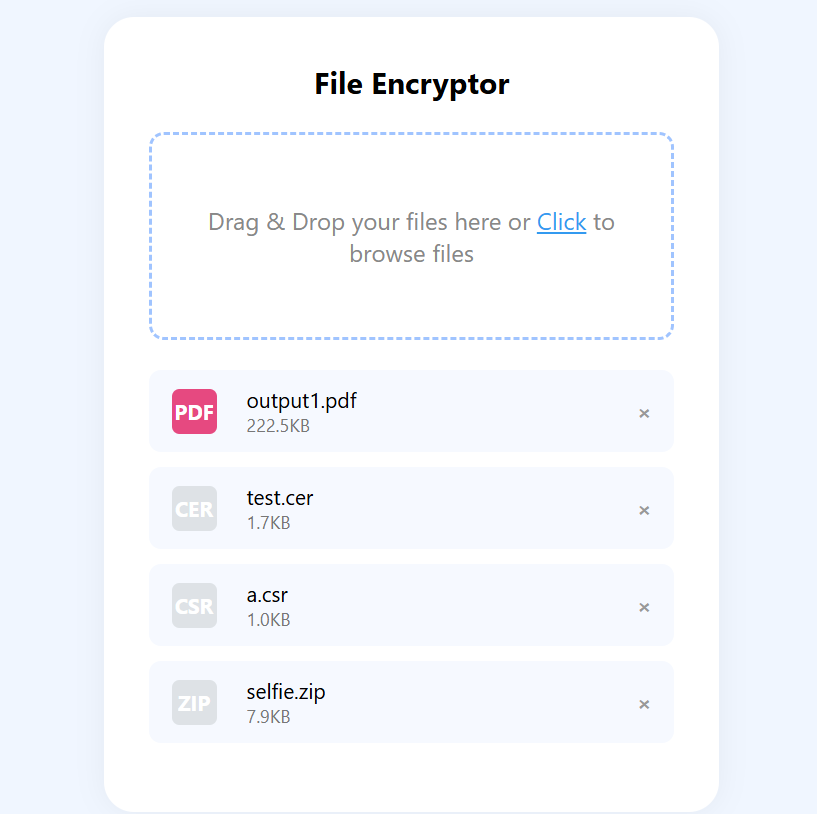 File Encryptor
Drag & Drop your files here or Click to
browse files
PDF
output1.pdf
222.5KB
×
CER
test.cer
1.7KB
×
CSR
a.csr
1.0KB
×
ZIP
selfie.zip
7.9KB
×